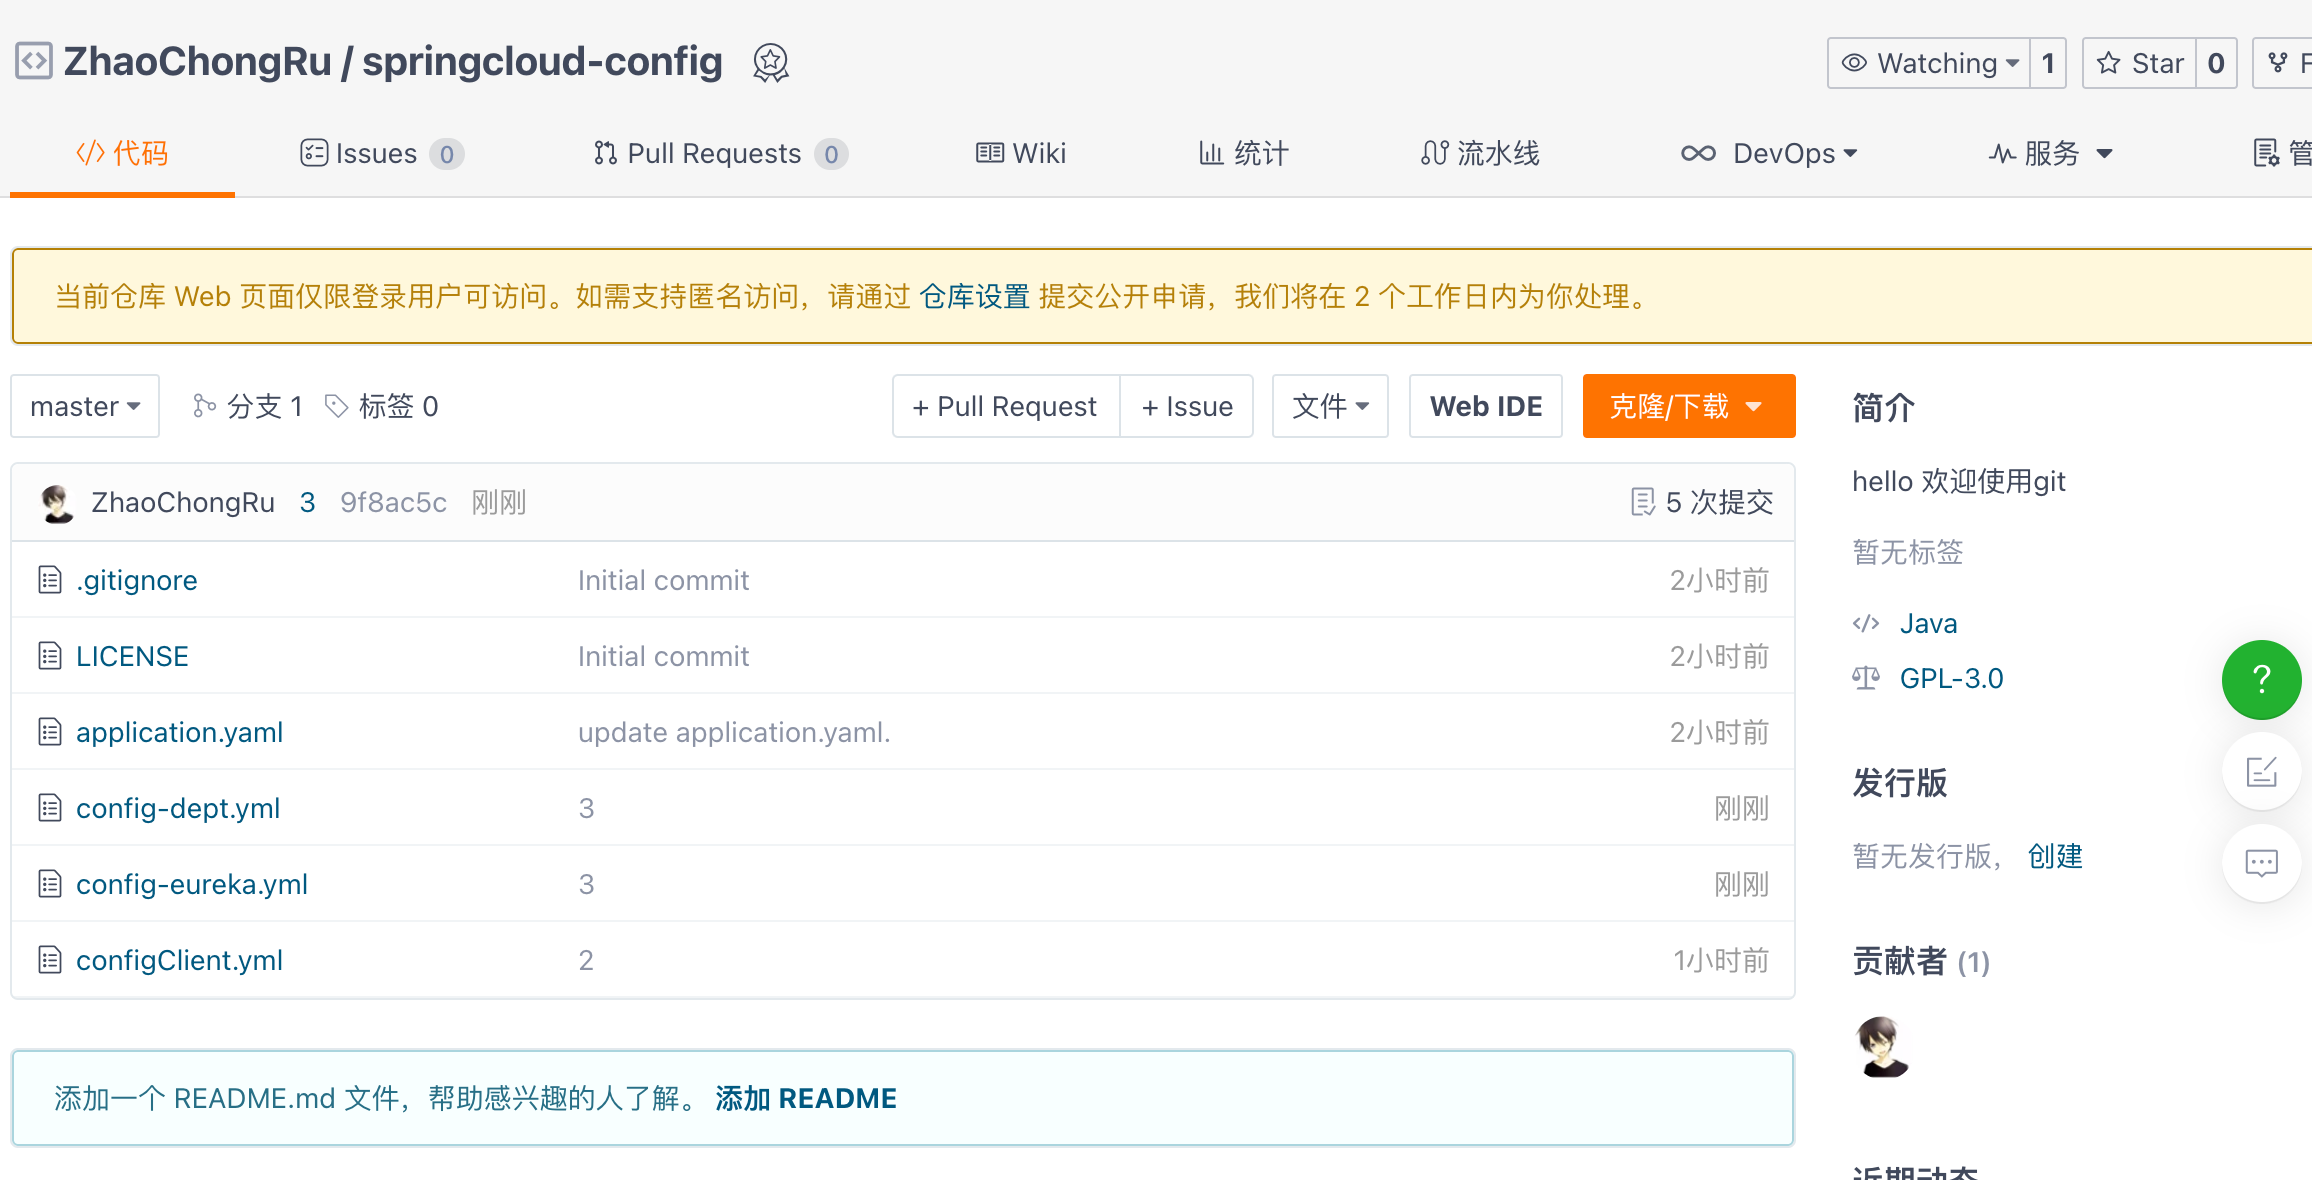 ZhaoChongRu / springcloud-config
Watching 1
Star 0
代码
Issues 0
Pull Requests 0
Wiki
统计
流水线
DevOps
服务
当前仓库 Web 页面仅限登录用户可访问。如需支持匿名访问，请通过 仓库设置 提交公开申请，我们将在 2 个工作日内为你处理。
master
分支 1
标签 0
+ Pull Request
+ Issue
文件
Web IDE
克隆/下载
ZhaoChongRu 3 9f8ac5c 刚刚
5 次提交
.gitignore Initial commit 2小时前
LICENSE Initial commit 2小时前
application.yaml update application.yaml. 2小时前
config-dept.yml 3 刚刚
config-eureka.yml 3 刚刚
configClient.yml 2 1小时前
添加一个 README.md 文件，帮助感兴趣的人了解。 添加 README
简介
hello 欢迎使用git
暂无标签
Java
GPL-3.0
发行版
暂无发行版， 创建
贡献者 (1)
近期动态
?